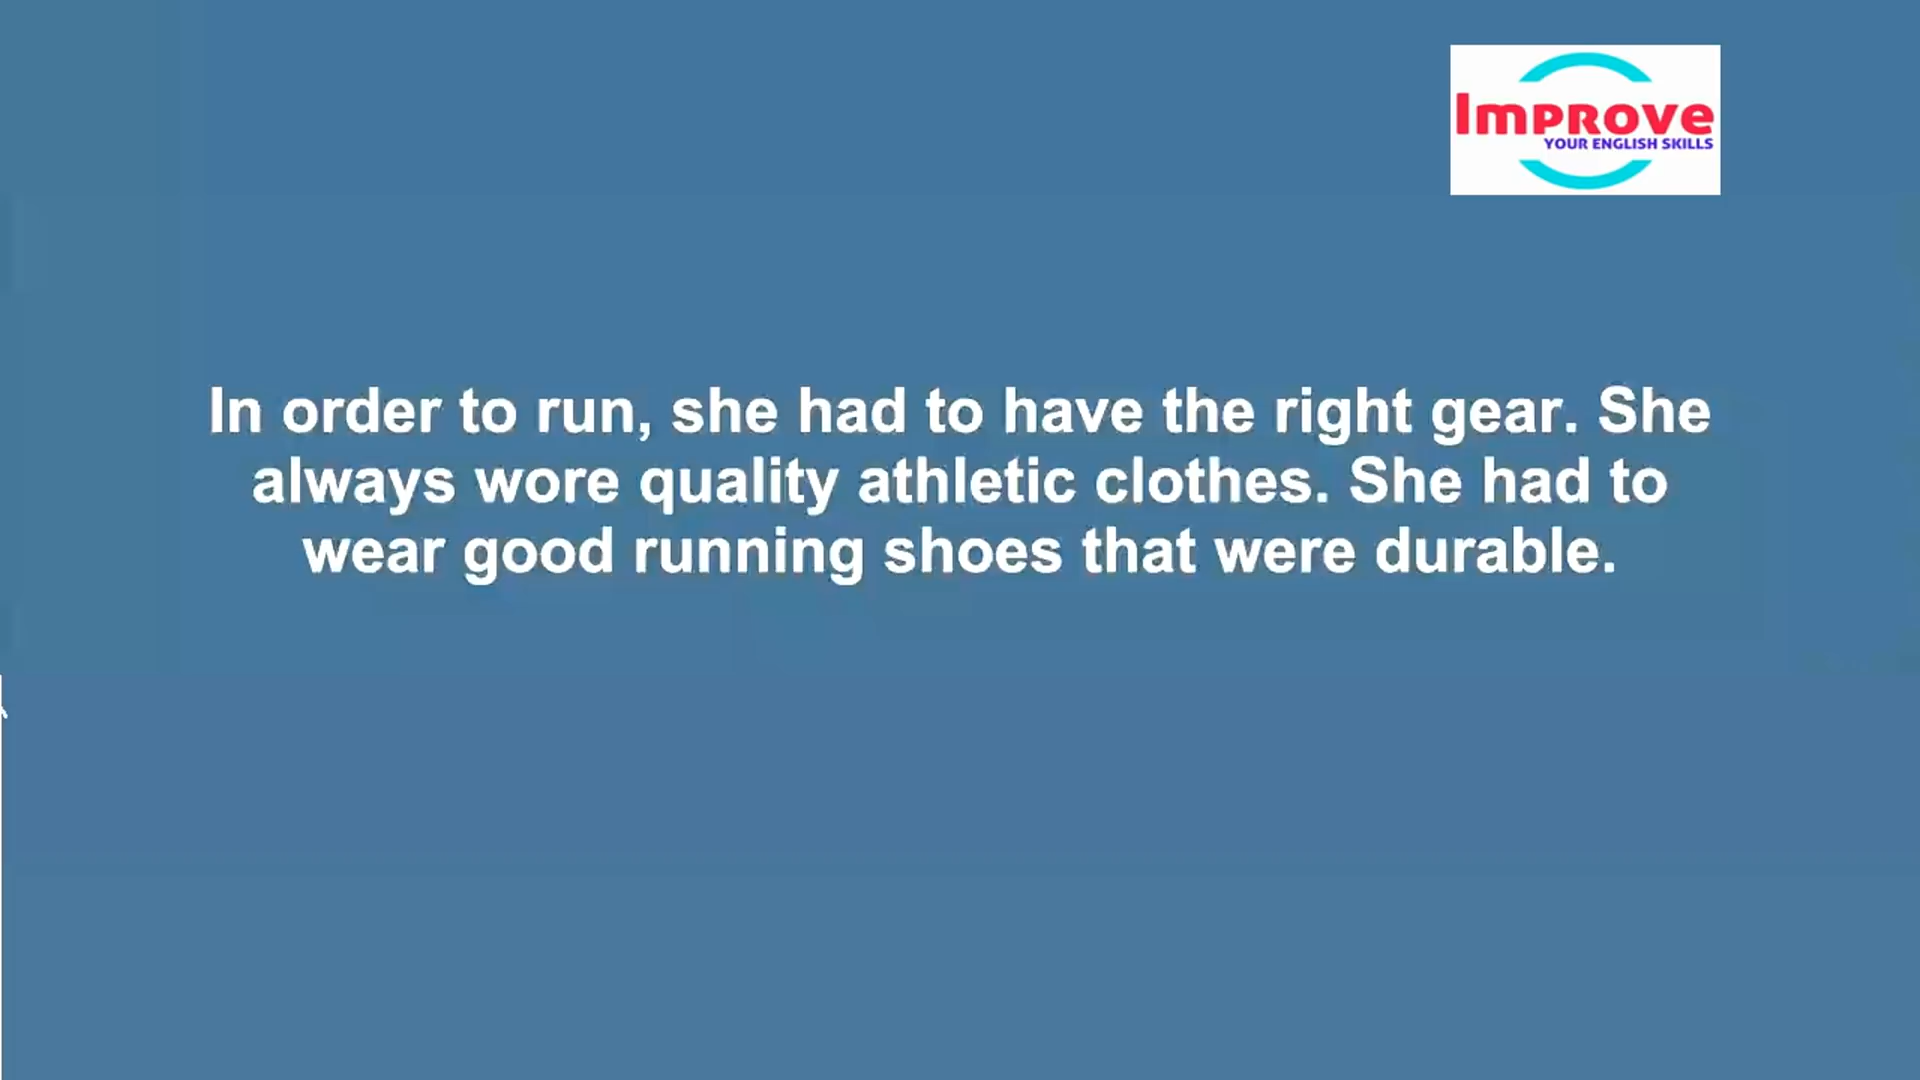 Improve
YOUR ENGLISH SKILLS
In order to run, she had to have the right gear. She
always wore quality athletic clothes. She had to
wear good running shoes that were durable.